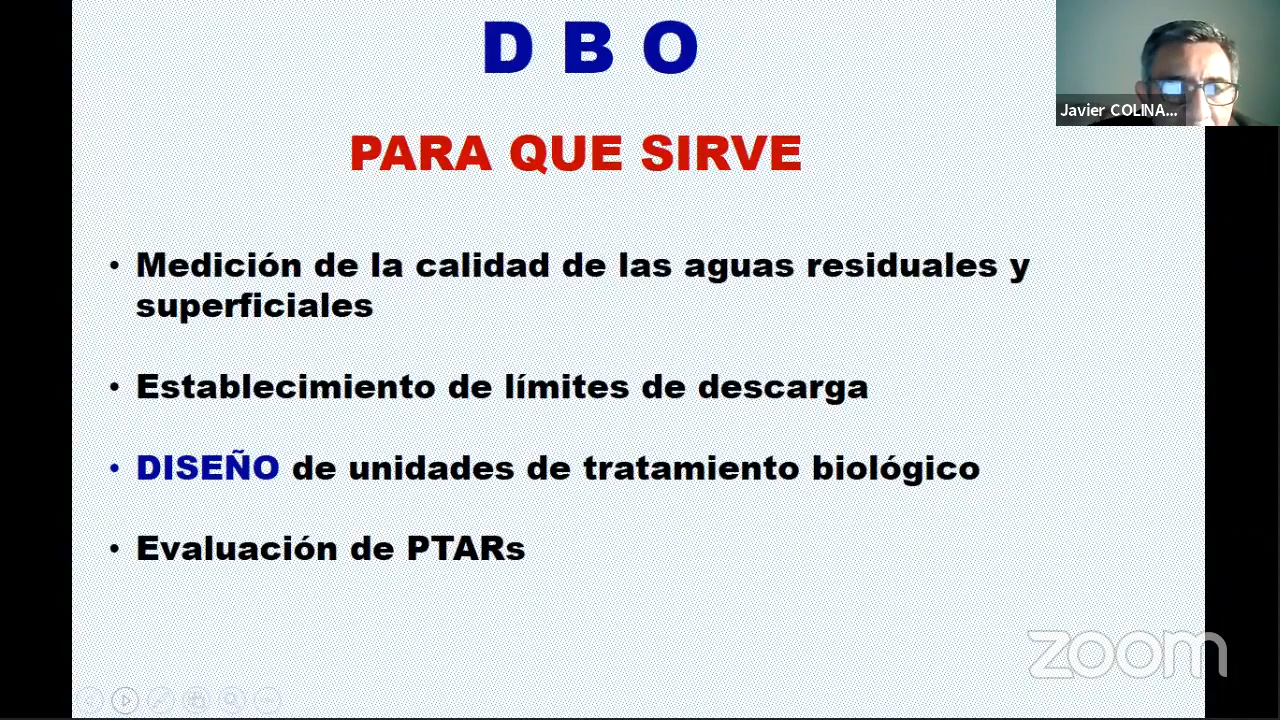 D B O
Javier COLINA...
PARA QUE SIRVE
• Medición de la calidad de las aguas residuales y
superficiales
• Establecimiento de límites de descarga
• DISEÑO de unidades de tratamiento biológico
• Evaluación de PTARs
zoom